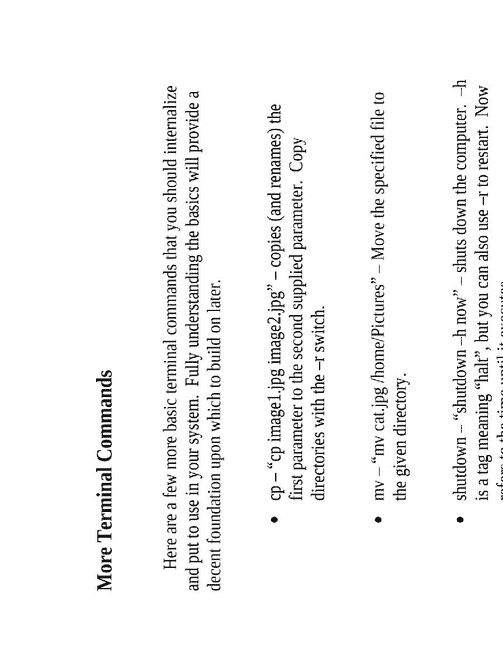 More Terminal Commands
Here are a few more basic terminal commands that you should internalize
and put to use in your system.  Fully understanding the basics will provide a
decent foundation upon which to build on later.
• cp – “cp image1.jpg image2.jpg” – copies (and renames) the
first parameter to the second supplied parameter.  Copy
directories with the –r switch.
• mv – “mv cat.jpg /home/Pictures” – Move the specified file to
the given directory.
• shutdown – “shutdown –h now” – shuts down the computer.  –h
is a tag meaning “halt”, but you can also use –r to restart.  Now